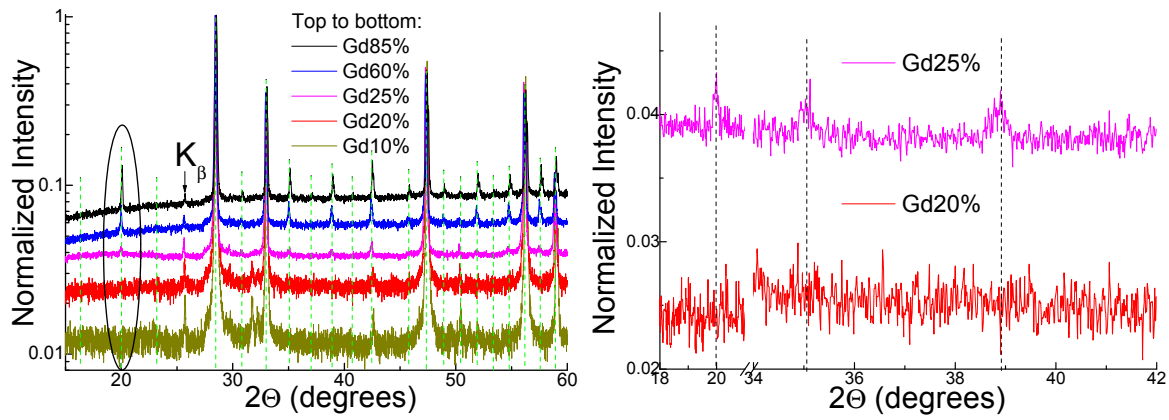 Top to bottom:
Gd85%
Gd60%
Gd25%
Gd20%
Gd10%
Kβ
1
0.1
0.01
Normalized Intensity
20 30 40 50 60
2Θ (degrees)
Gd25%
Gd20%
0.05
0.04
0.03
0.02
Normalized Intensity
18 20 34 36 38 40 42
2Θ (degrees)